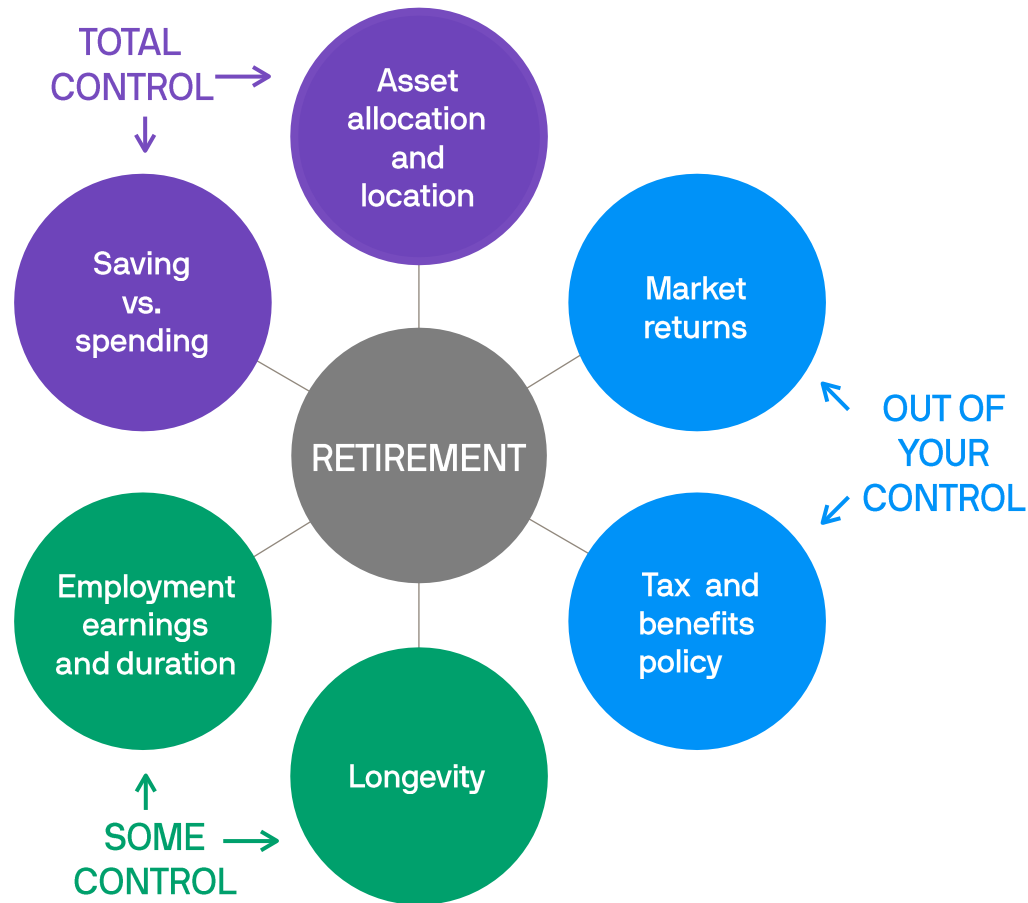 TOTAL
CONTROL
Asset
allocation
and
location
Saving
vs.
spending
Market
returns
OUT OF
YOUR
CONTROL
RETIREMENT
Employment
earnings
and duration
Tax and
benefits
policy
Longevity
SOME
CONTROL